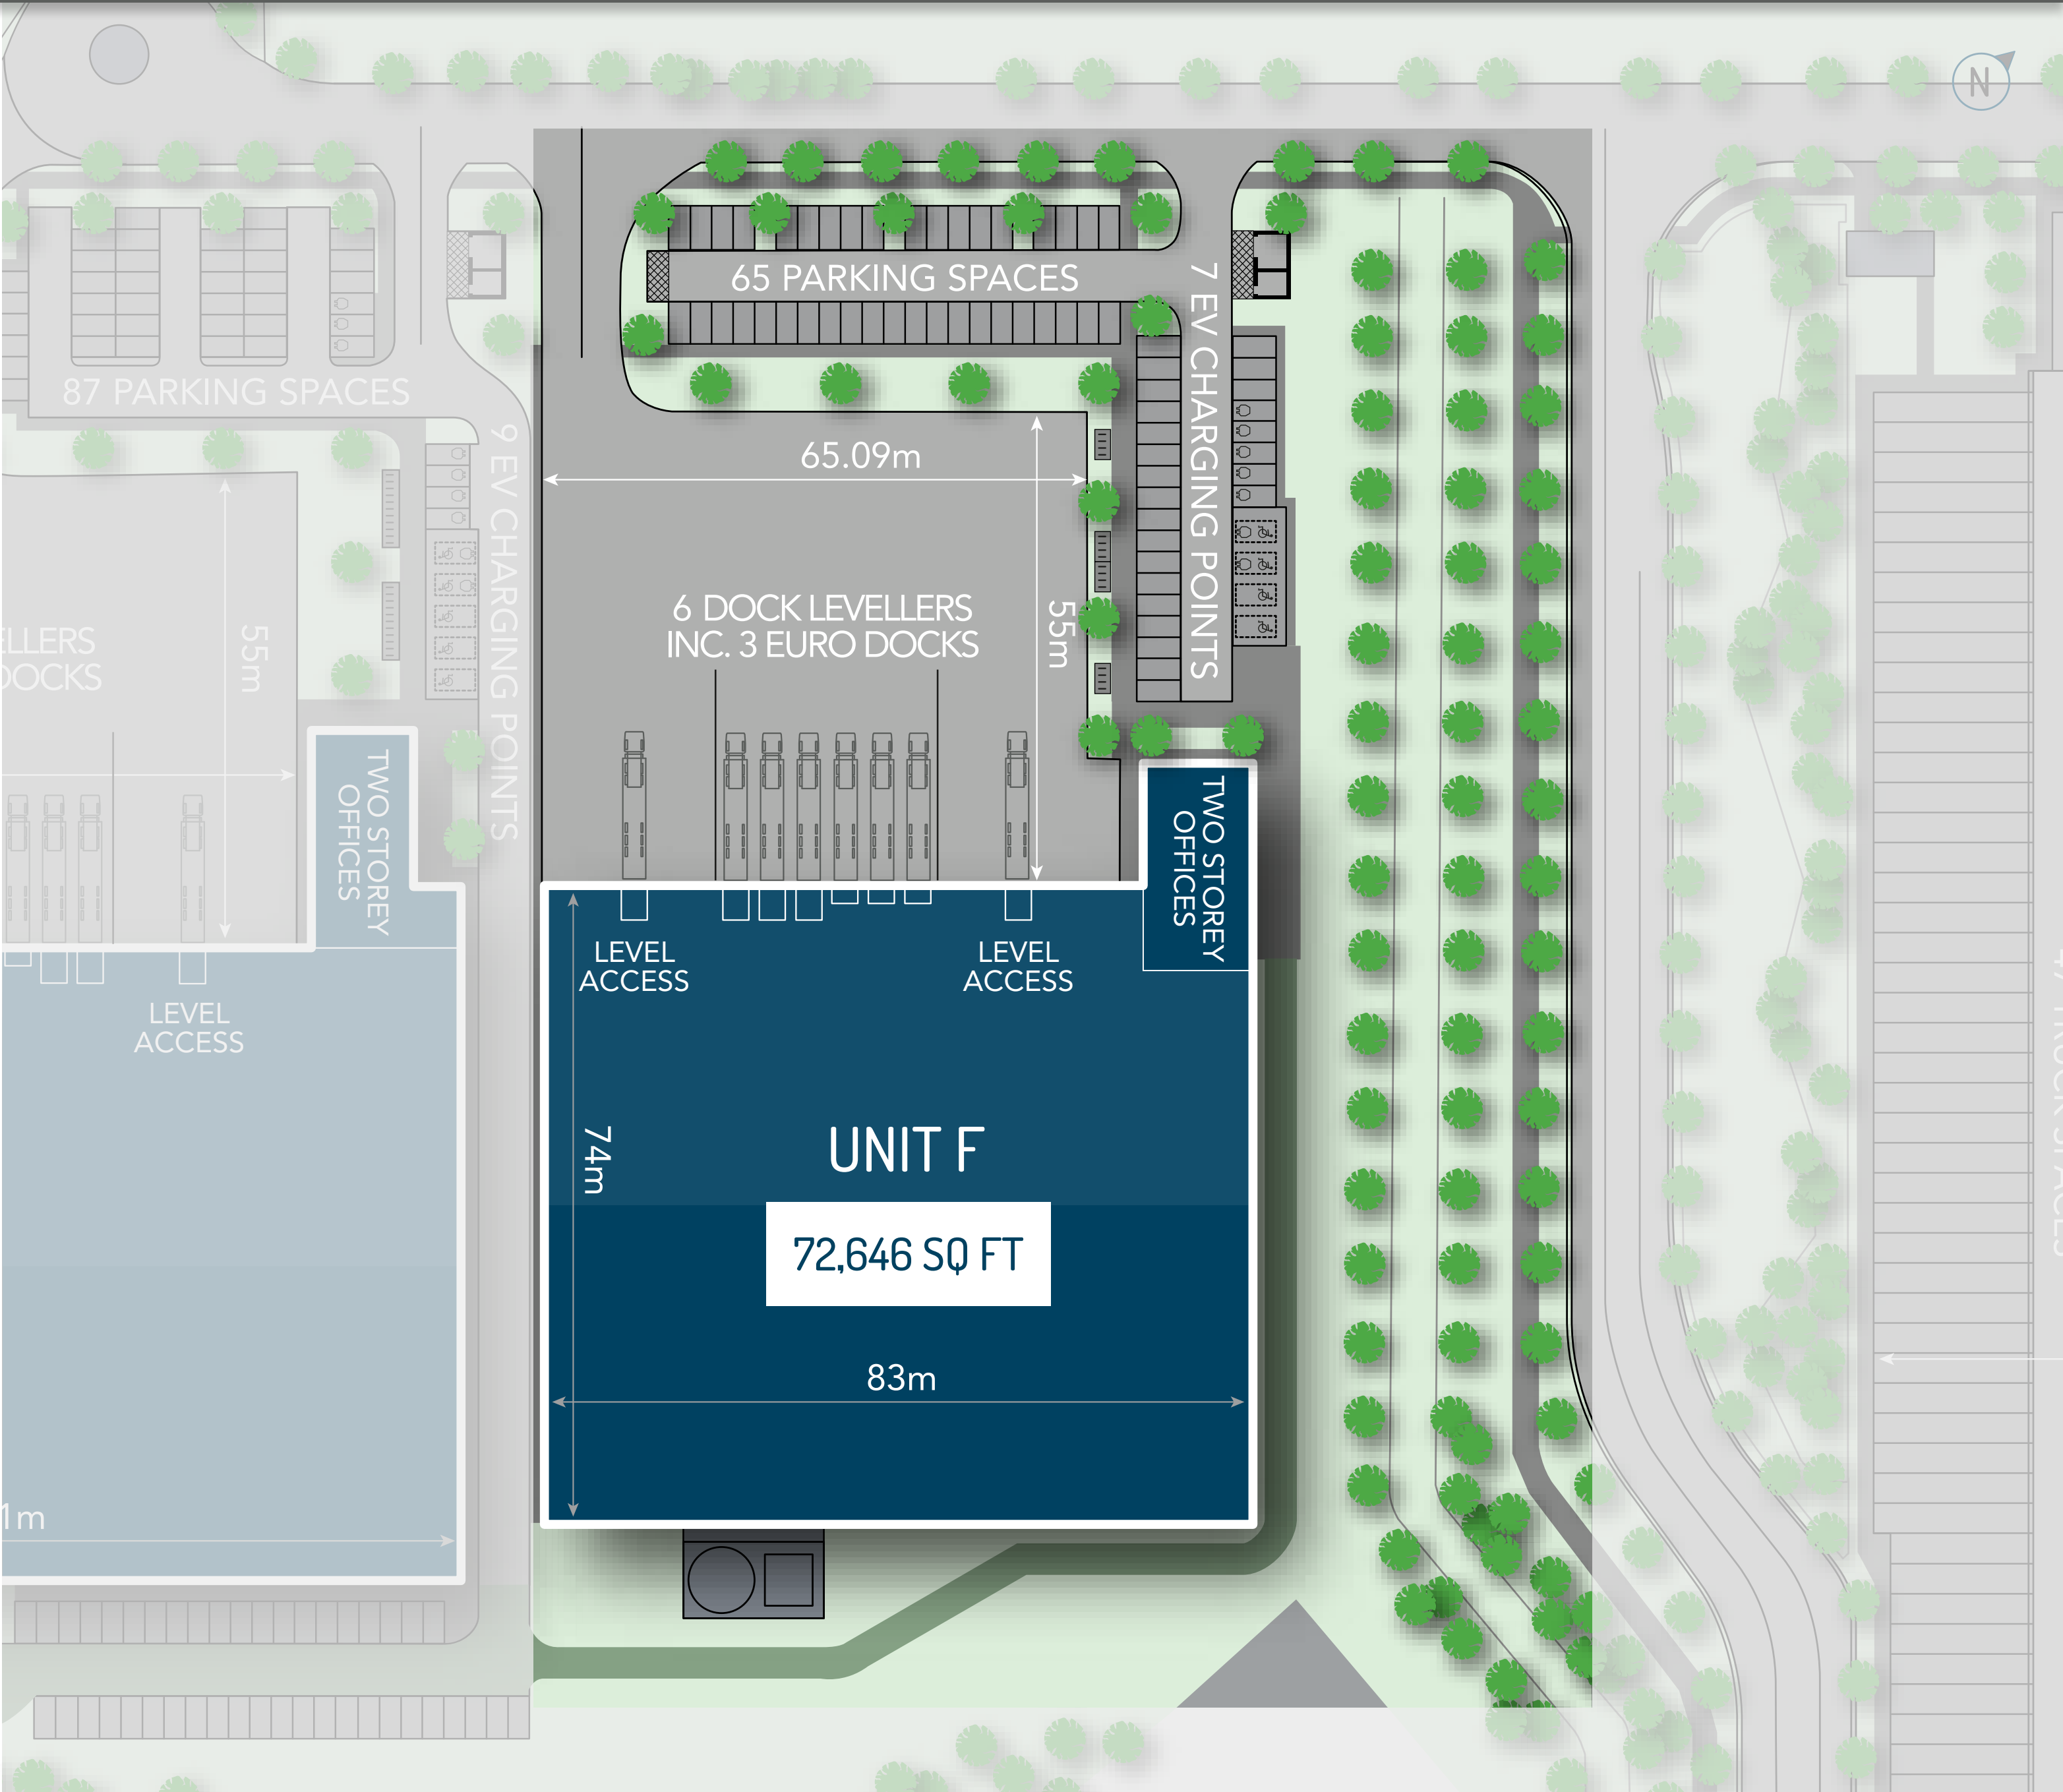 N
65 PARKING SPACES
7 EV CHARGING POINTS
87 PARKING SPACES
9 EV CHARGING POINTS
65.09m
55m
6 DOCK LEVELLERS
INC. 3 EURO DOCKS
55m
TWO STOREY
OFFICES
TWO STOREY
OFFICES
LEVEL
ACCESS
LEVEL
ACCESS
LEVEL
ACCESS
74m
UNIT F
72,646 SQ FT
83m
DOCKS
1m